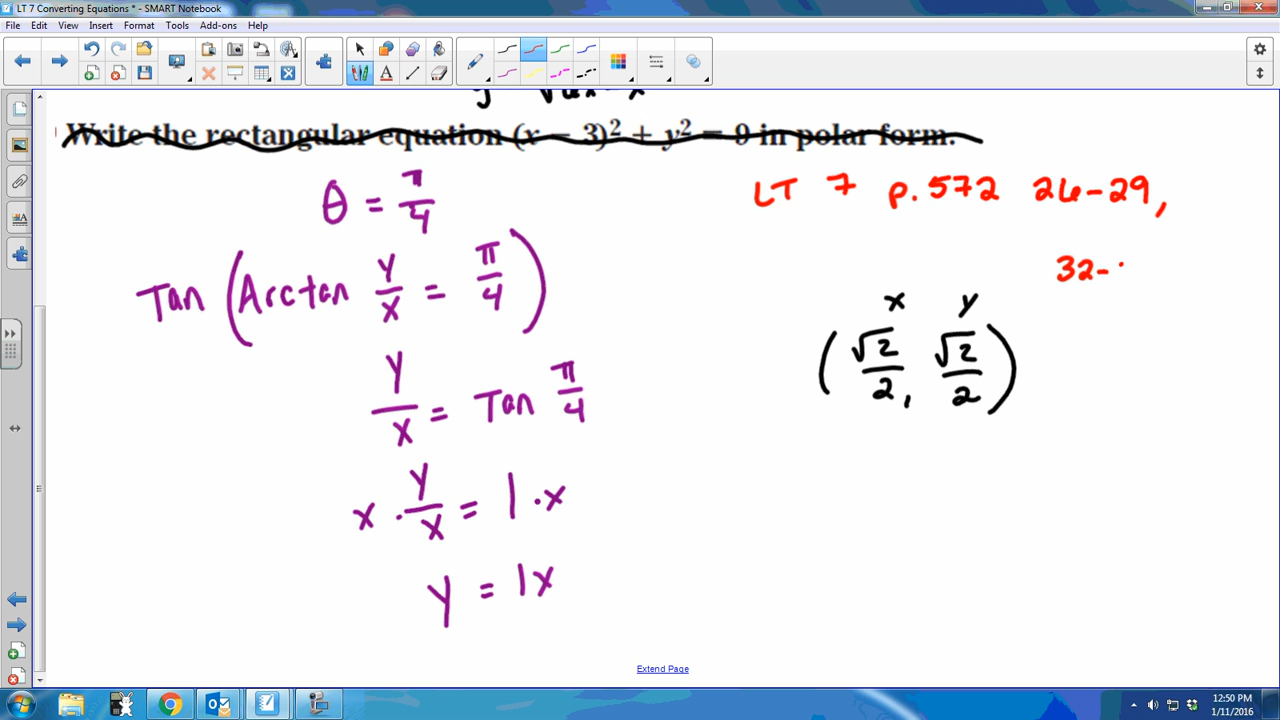 LT 7 Converting Equations * - SMART Notebook
File Edit View Insert Format Tools Add-ons Help
Write the rectangular equation (x − 3)² + y² = 9 in polar form.
θ = π/4
LT 7 p. 572 26-29,
32-
Tan (Arctan y/x = π/4)
x y
(√2/2, √2/2)
y/x = Tan π/4
x · y/x = 1 · x
y = 1x
Extend Page
12:50 PM
1/11/2016